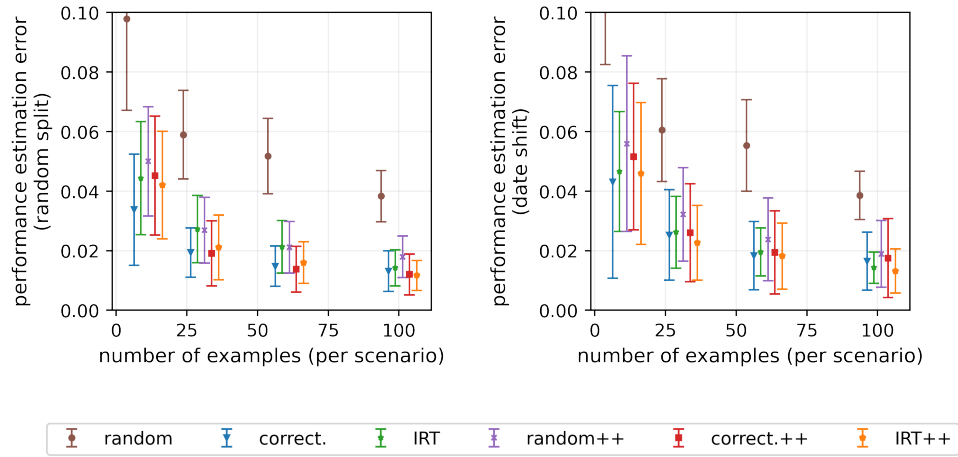 performance estimation error
(random split)
0.10
0.08
0.06
0.04
0.02
0.00
0
25
50
75
100
number of examples (per scenario)
performance estimation error
(date shift)
0.10
0.08
0.06
0.04
0.02
0.00
0
25
50
75
100
number of examples (per scenario)
random
correct.
IRT
random++
correct.++
IRT++